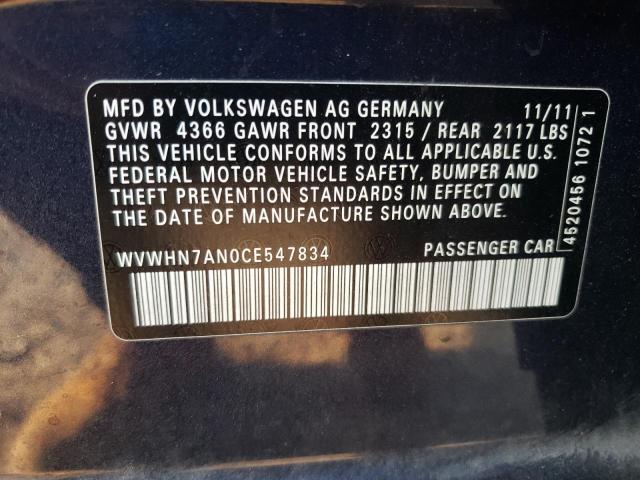 MFD BY VOLKSWAGEN AG GERMANY 11/11
GVWR 4366 GAWR FRONT 2315 / REAR 2117 LBS
THIS VEHICLE CONFORMS TO ALL APPLICABLE U.S.
FEDERAL MOTOR VEHICLE SAFETY, BUMPER AND
THEFT PREVENTION STANDARDS IN EFFECT ON
THE DATE OF MANUFACTURE SHOWN ABOVE.
WVWHN7AN0CE547834 PASSENGER CAR
4520456 1072 1